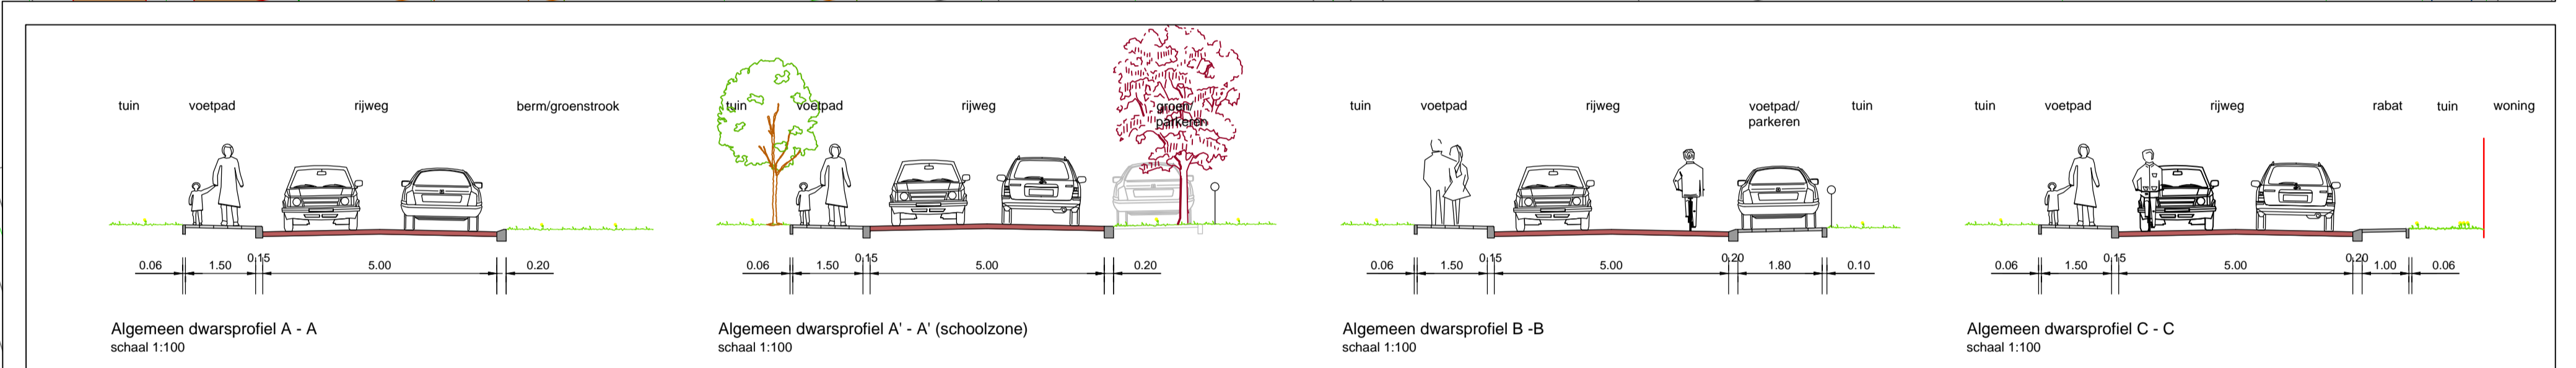 tuin voetpad rijweg berm/groenstrook
0.06 1.50 0.15 5.00 0.20
Algemeen dwarsprofiel A - A
schaal 1:100
tuin voetpad rijweg groen/
parkeren
0.06 1.50 0.15 5.00 0.20
Algemeen dwarsprofiel A' - A' (schoolzone)
schaal 1:100
tuin voetpad rijweg voetpad/ tuin
parkeren
0.06 1.50 0.15 5.00 0.20 1.80 0.10
Algemeen dwarsprofiel B -B
schaal 1:100
tuin voetpad rijweg rabat tuin woning
0.06 1.50 0.15 5.00 0.20 1.00 0.06
Algemeen dwarsprofiel C - C
schaal 1:100